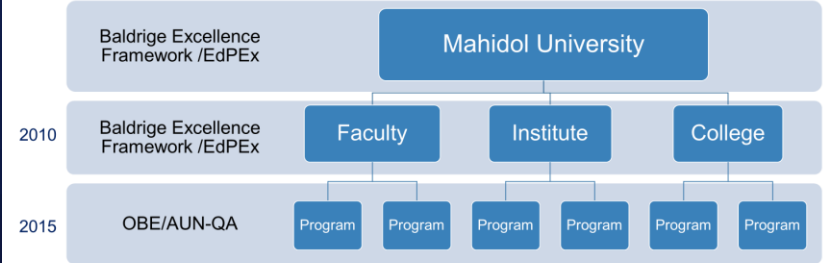 Baldrige Excellence
Framework /EdPEx
Mahidol University
2010
Baldrige Excellence
Framework /EdPEx
Faculty
Institute
College
2015
OBE/AUN-QA
Program
Program
Program
Program
Program
Program